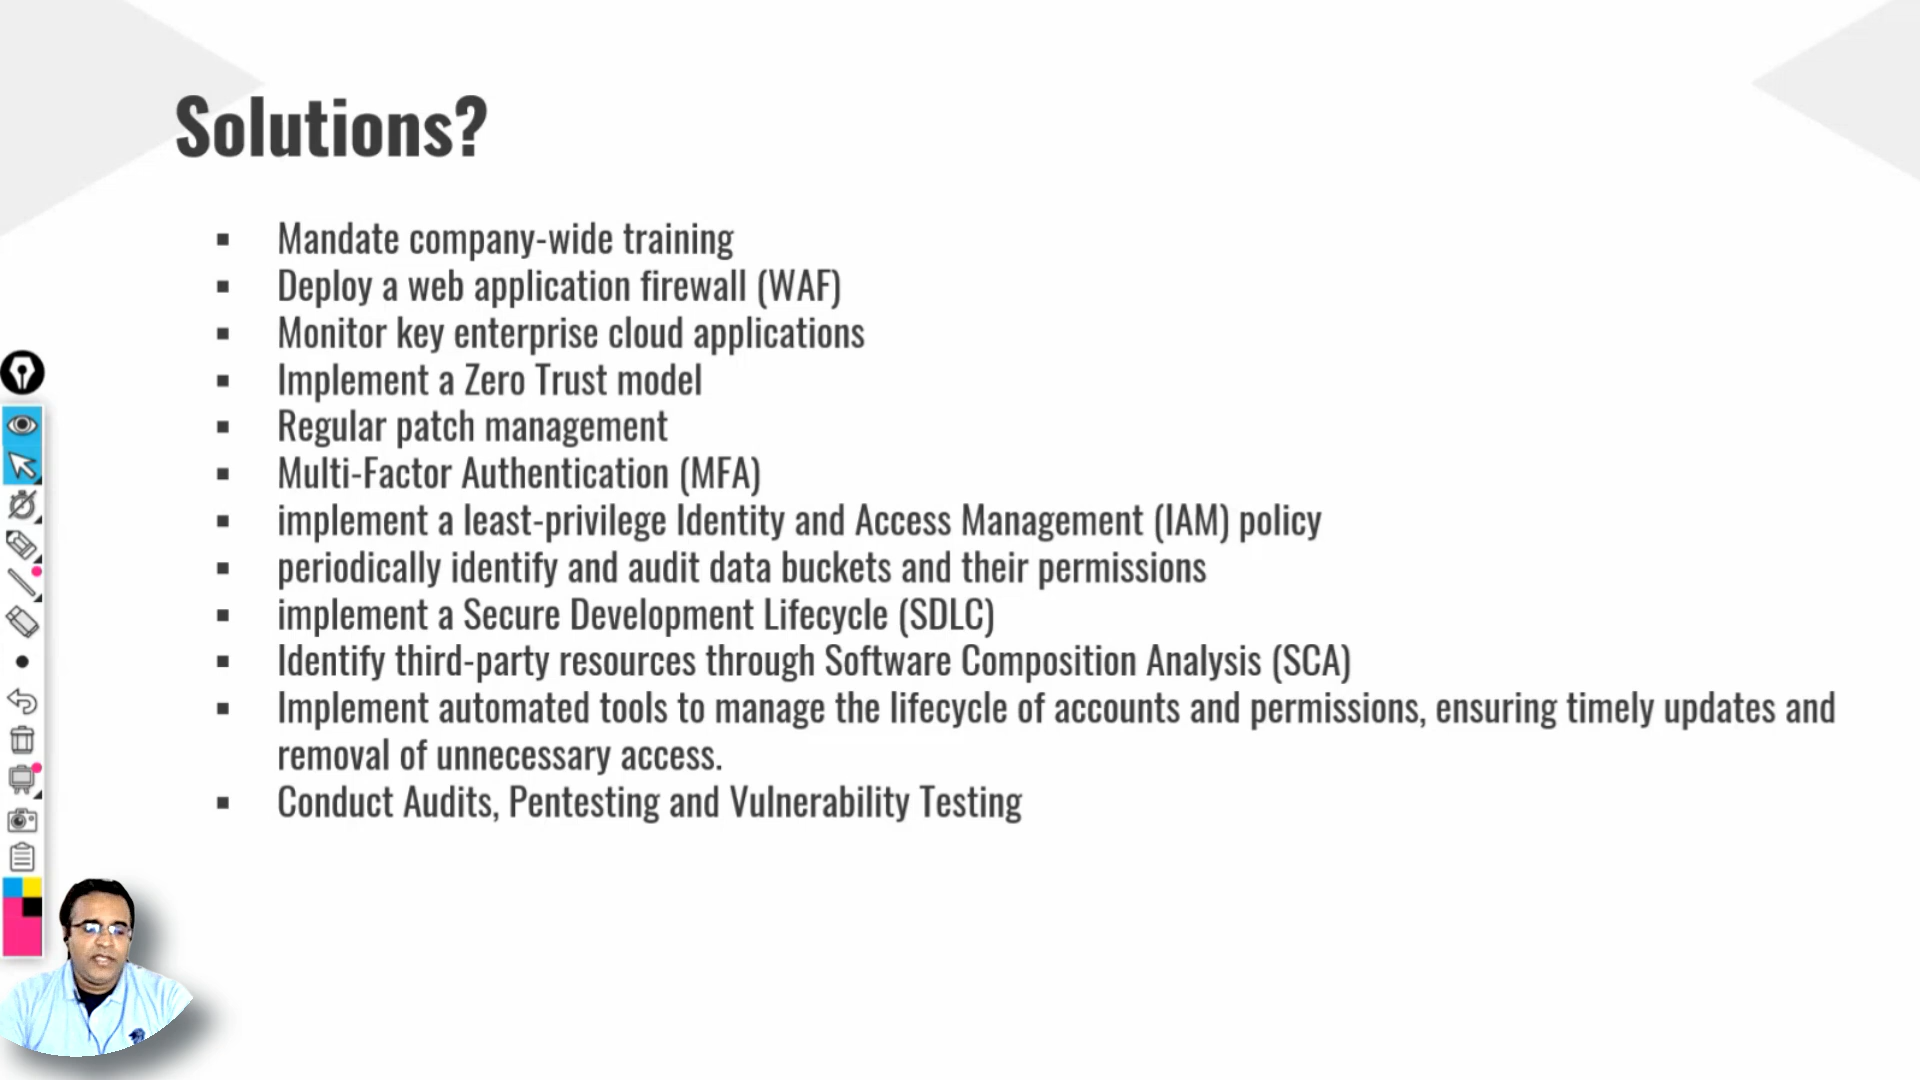 Solutions?
▪ Mandate company-wide training
▪ Deploy a web application firewall (WAF)
▪ Monitor key enterprise cloud applications
▪ Implement a Zero Trust model
▪ Regular patch management
▪ Multi-Factor Authentication (MFA)
▪ implement a least-privilege Identity and Access Management (IAM) policy
▪ periodically identify and audit data buckets and their permissions
▪ implement a Secure Development Lifecycle (SDLC)
▪ Identify third-party resources through Software Composition Analysis (SCA)
▪ Implement automated tools to manage the lifecycle of accounts and permissions, ensuring timely updates and
removal of unnecessary access.
▪ Conduct Audits, Pentesting and Vulnerability Testing